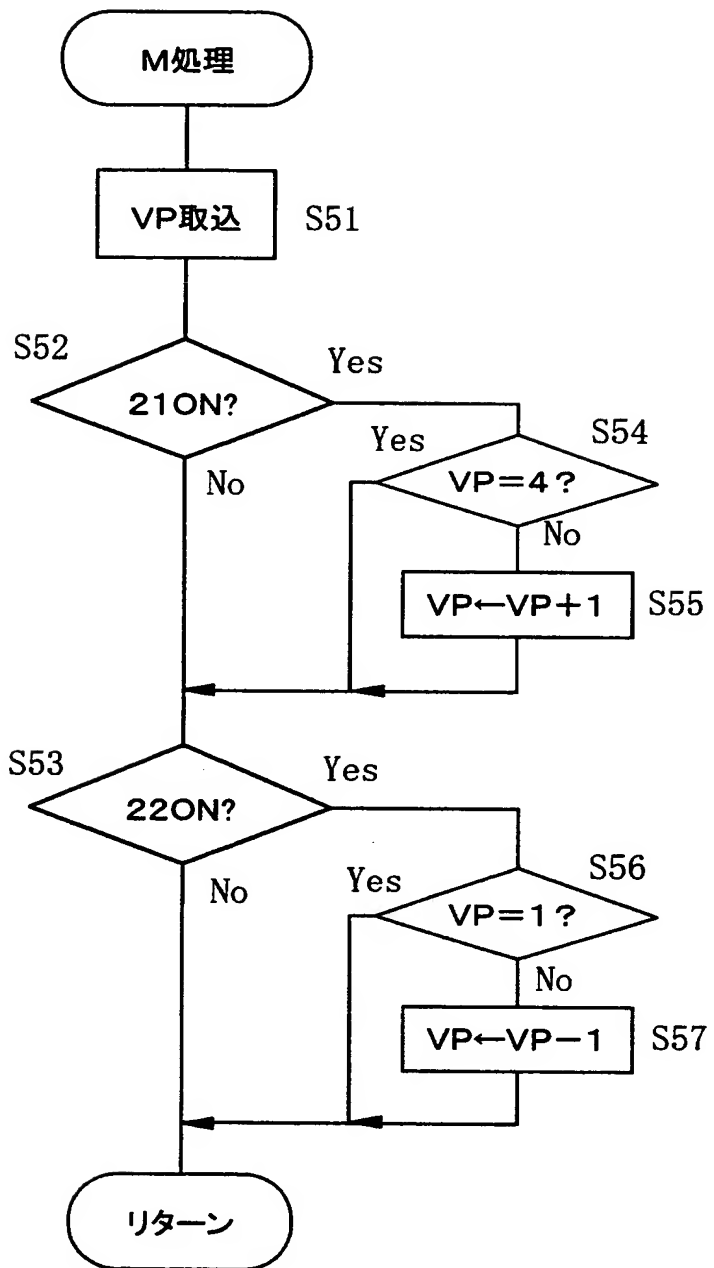 M処理
VP取込
S51
S52
21ON?
Yes
No
S54
Yes
VP=4?
No
VP←VP+1
S55
S53
22ON?
Yes
No
S56
Yes
VP=1?
No
VP←VP−1
S57
リターン